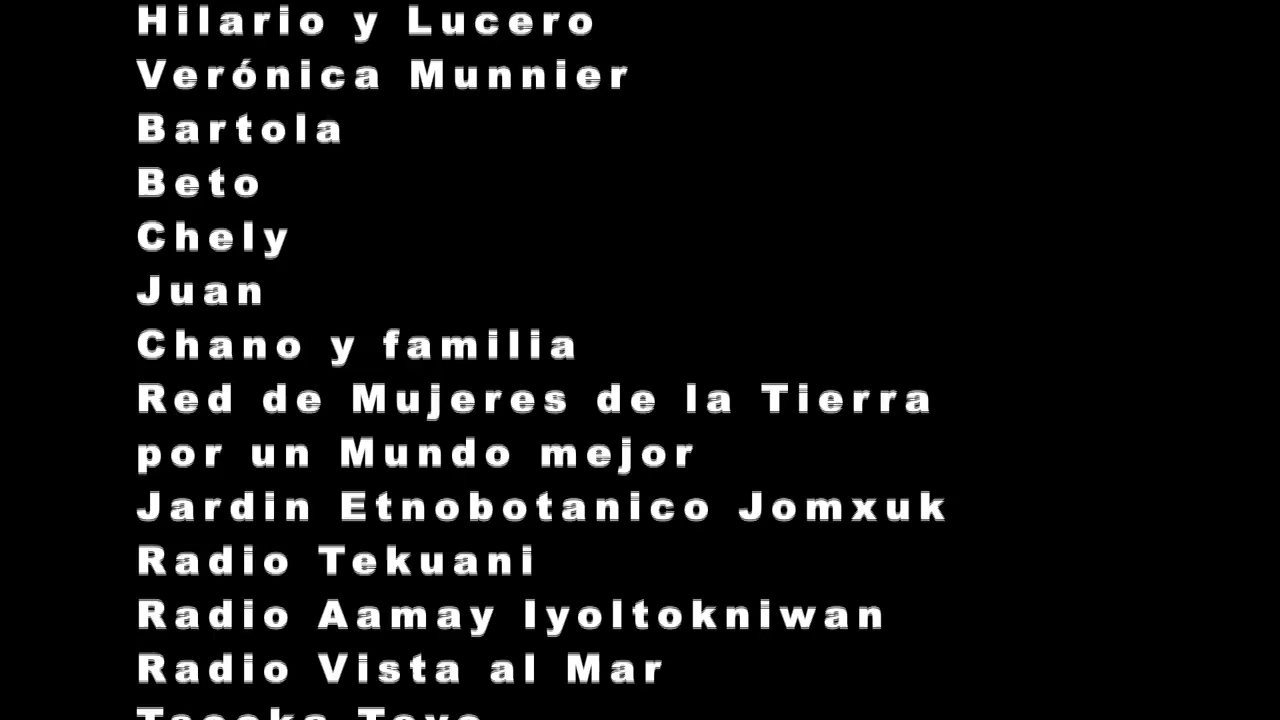 Hilario y Lucero
Verónica Munnier
Bartola
Beto
Chely
Juan
Chano y familia
Red de Mujeres de la Tierra
por un Mundo mejor
Jardin Etnobotanico Jomxuk
Radio Tekuani
Radio Aamay Iyoltokniwan
Radio Vista al Mar